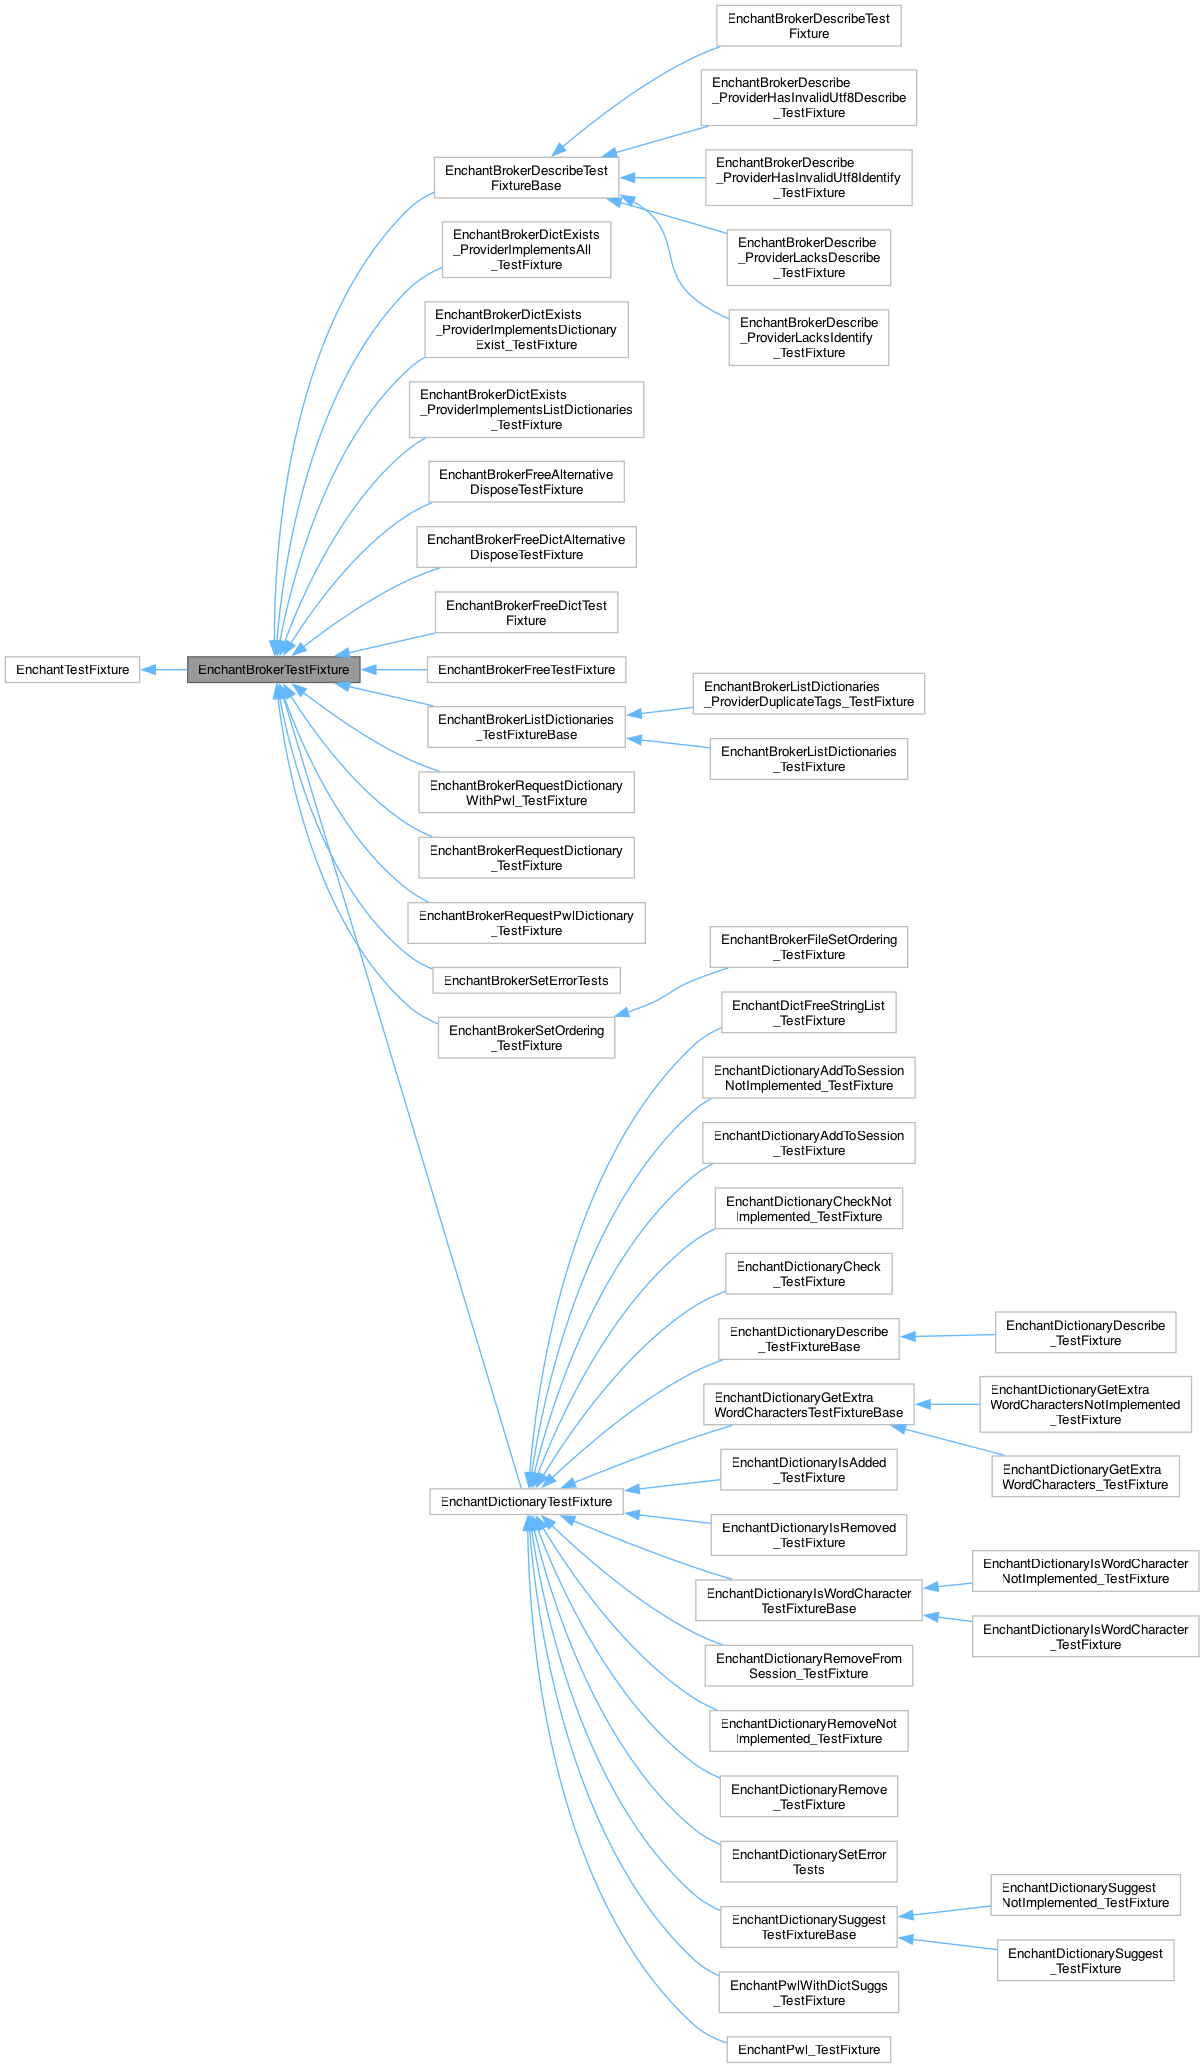 EnchantBrokerDescribeTest
Fixture
EnchantBrokerDescribe
_ProviderHasInvalidUtf8Describe
_TestFixture
EnchantBrokerDescribeTest
FixtureBase
EnchantBrokerDescribe
_ProviderHasInvalidUtf8Identify
_TestFixture
EnchantBrokerDictExists
_ProviderImplementsAll
_TestFixture
EnchantBrokerDescribe
_ProviderLacksDescribe
_TestFixture
EnchantBrokerDictExists
_ProviderImplementsDictionary
Exist_TestFixture
EnchantBrokerDescribe
_ProviderLacksIdentify
_TestFixture
EnchantBrokerDictExists
_ProviderImplementsListDictionaries
_TestFixture
EnchantBrokerFreeAlternative
DisposeTestFixture
EnchantBrokerFreeDictAlternative
DisposeTestFixture
EnchantBrokerFreeDictTest
Fixture
EnchantTestFixture
EnchantBrokerTestFixture
EnchantBrokerFreeTestFixture
EnchantBrokerListDictionaries
_TestFixtureBase
EnchantBrokerListDictionaries
_ProviderDuplicateTags_TestFixture
EnchantBrokerListDictionaries
_TestFixture
EnchantBrokerRequestDictionary
WithPwl_TestFixture
EnchantBrokerRequestDictionary
_TestFixture
EnchantBrokerRequestPwlDictionary
_TestFixture
EnchantBrokerSetErrorTests
EnchantBrokerFileSetOrdering
_TestFixture
EnchantBrokerSetOrdering
_TestFixture
EnchantDictFreeStringList
_TestFixture
EnchantDictionaryAddToSession
NotImplemented_TestFixture
EnchantDictionaryAddToSession
_TestFixture
EnchantDictionaryCheckNot
Implemented_TestFixture
EnchantDictionaryCheck
_TestFixture
EnchantDictionaryDescribe
_TestFixtureBase
EnchantDictionaryDescribe
_TestFixture
EnchantDictionaryGetExtra
WordCharactersTestFixtureBase
EnchantDictionaryGetExtra
WordCharactersNotImplemented
_TestFixture
EnchantDictionaryGetExtra
WordCharacters_TestFixture
EnchantDictionaryIsAdded
_TestFixture
EnchantDictionaryTestFixture
EnchantDictionaryIsRemoved
_TestFixture
EnchantDictionaryIsWordCharacter
TestFixtureBase
EnchantDictionaryIsWordCharacter
NotImplemented_TestFixture
EnchantDictionaryIsWordCharacter
_TestFixture
EnchantDictionaryRemoveFrom
Session_TestFixture
EnchantDictionaryRemoveNot
Implemented_TestFixture
EnchantDictionaryRemove
_TestFixture
EnchantDictionarySetError
Tests
EnchantDictionarySuggest
TestFixtureBase
EnchantDictionarySuggest
NotImplemented_TestFixture
EnchantDictionarySuggest
_TestFixture
EnchantPwlWithDictSuggs
_TestFixture
EnchantPwl_TestFixture